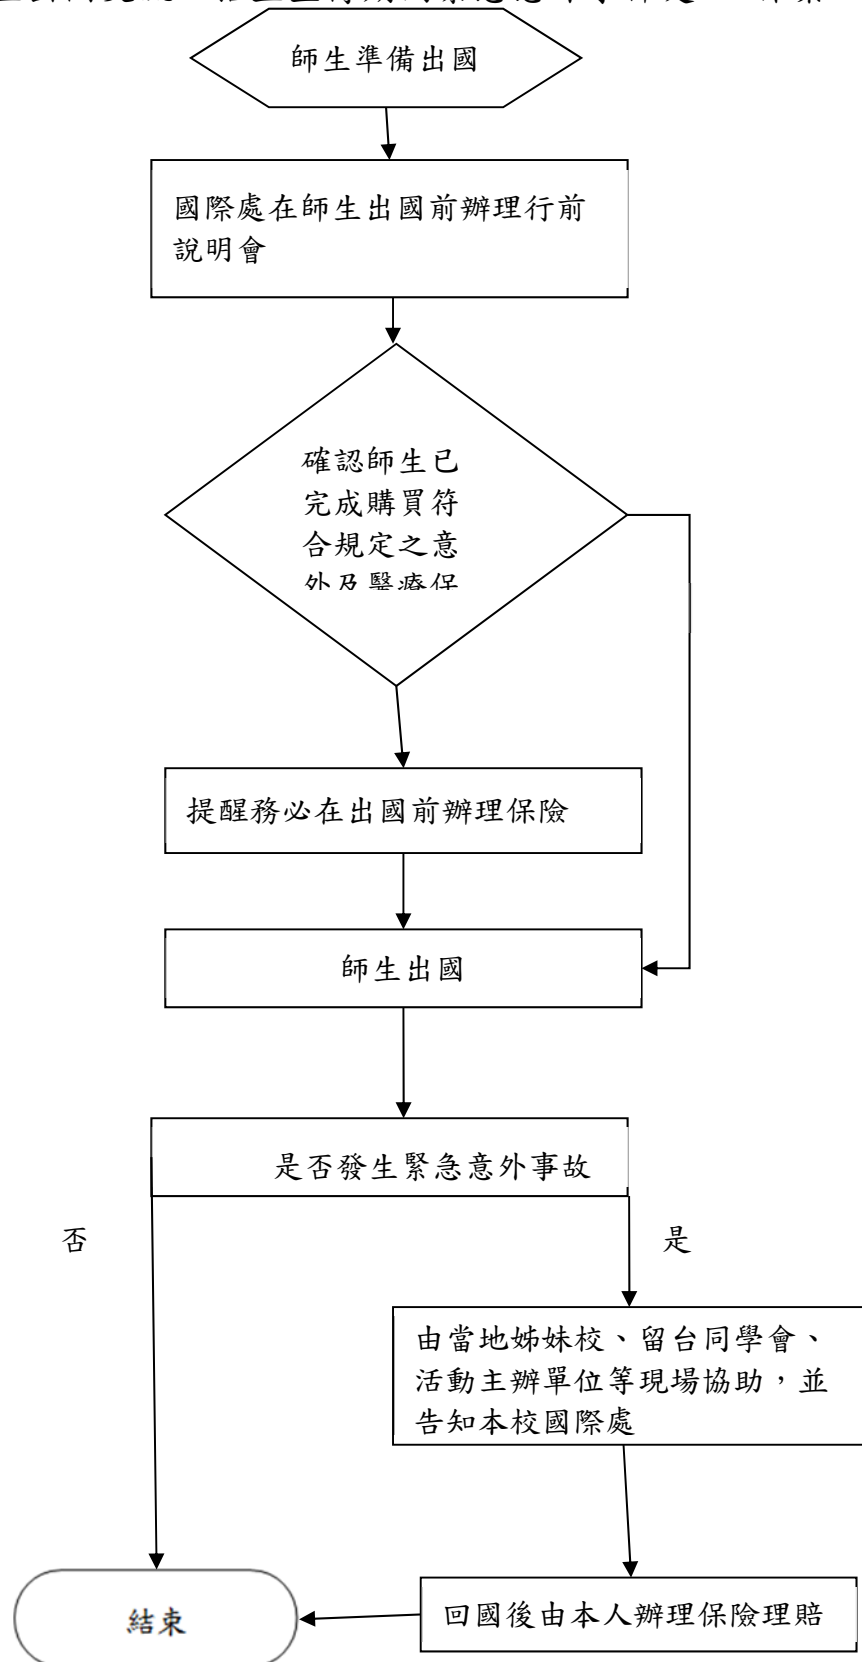 師生準備出國
國際處在師生出國前辦理行前
說明會
確認師生已
完成購買符
合規定之意
外及醫療保
提醒務必在出國前辦理保險
師生出國
是否發生緊急意外事故
否
是
由當地姊妹校、留台同學會、
活動主辦單位等現場協助，並
告知本校國際處
回國後由本人辦理保險理賠
結束